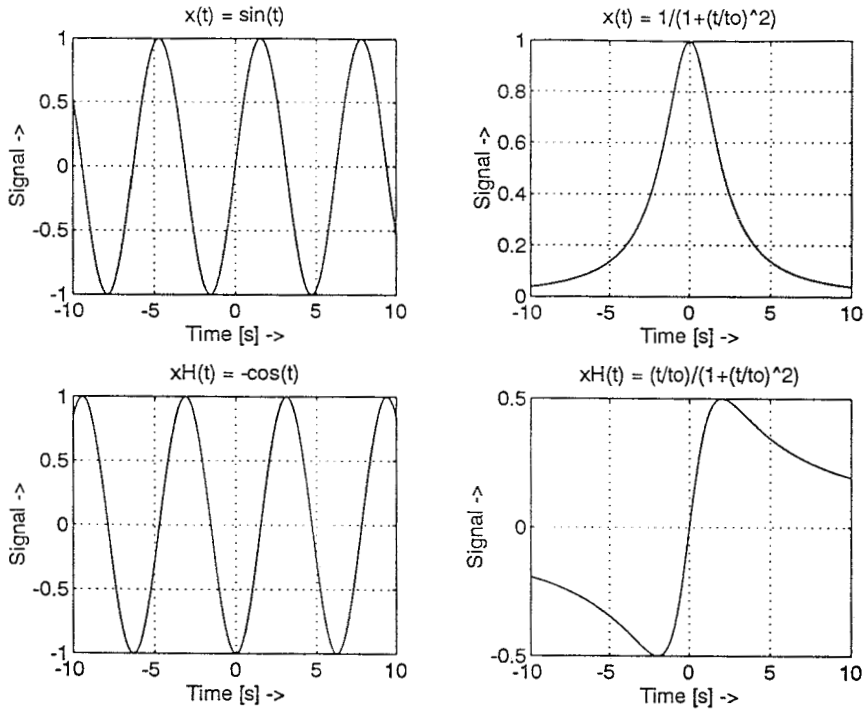 x(t) = sin(t)
1
0.5
0
-0.5
-1
Signal ->
-10 -5 0 5 10
Time [s] ->
x(t) = 1/(1+(t/to)^2)
1
0.8
0.6
0.4
0.2
0
Signal ->
-10 -5 0 5 10
Time [s] ->
xH(t) = -cos(t)
1
0.5
0
-0.5
-1
Signal ->
-10 -5 0 5 10
Time [s] ->
xH(t) = (t/to)/(1+(t/to)^2)
0.5
0
-0.5
Signal ->
-10 -5 0 5 10
Time [s] ->